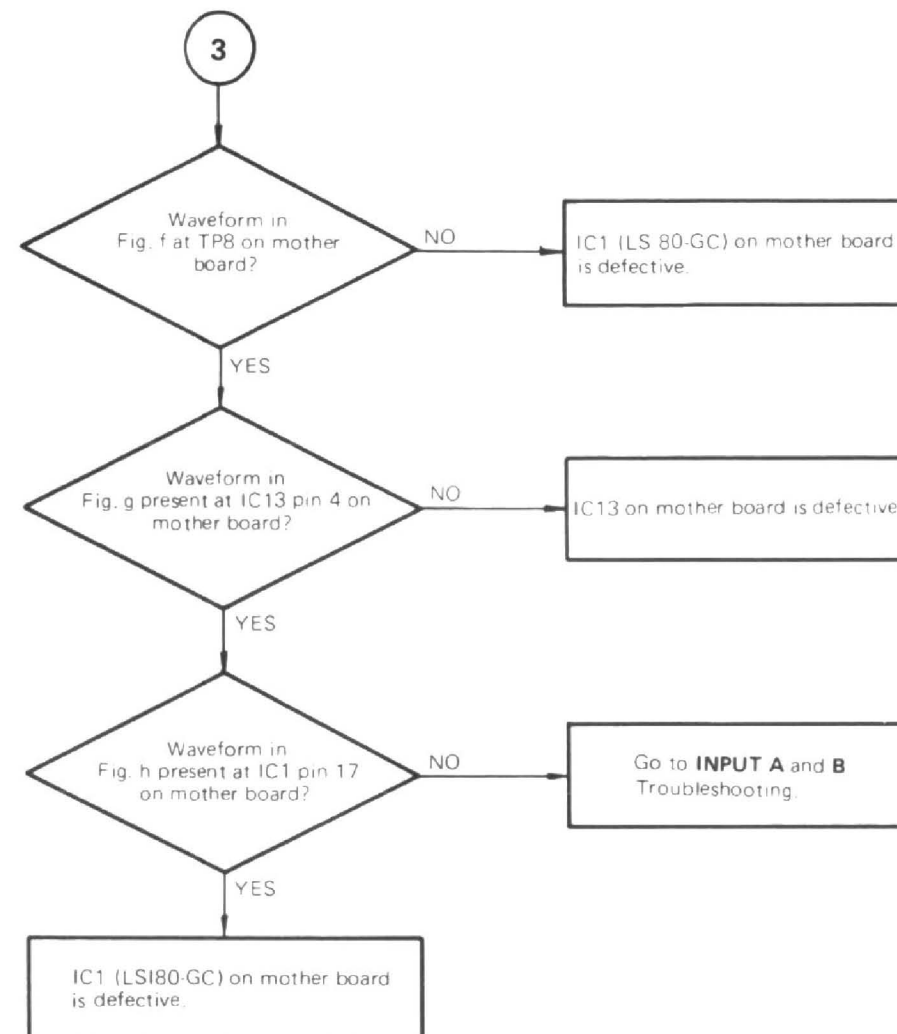 3
Waveform in
Fig. f at TP8 on mother
board?
NO
IC1 (LS 80-GC) on mother board
is defective.
YES
Waveform in
Fig. g present at IC13 pin 4 on
mother board?
NO
IC13 on mother board is defective
YES
Waveform in
Fig. h present at IC1 pin 17
on mother board?
NO
Go to INPUT A and B
Troubleshooting.
YES
IC1 (LSI80-GC) on mother board
is defective.